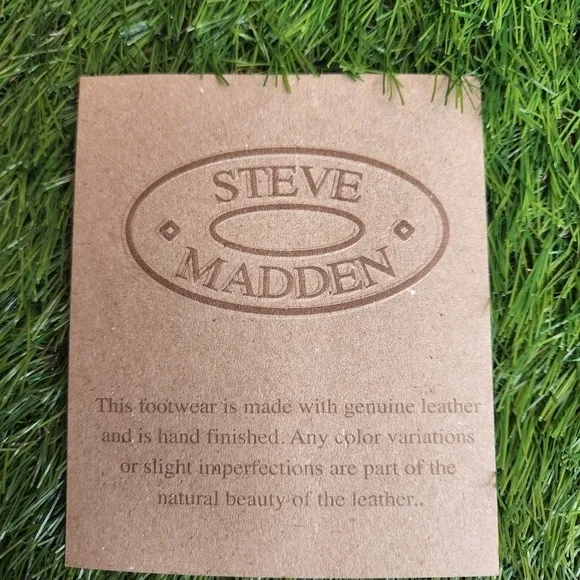 STEVE
MADDEN
This footwear is made with genuine leather
and is hand finished. Any color variations
or slight imperfections are part of the
natural beauty of the leather..